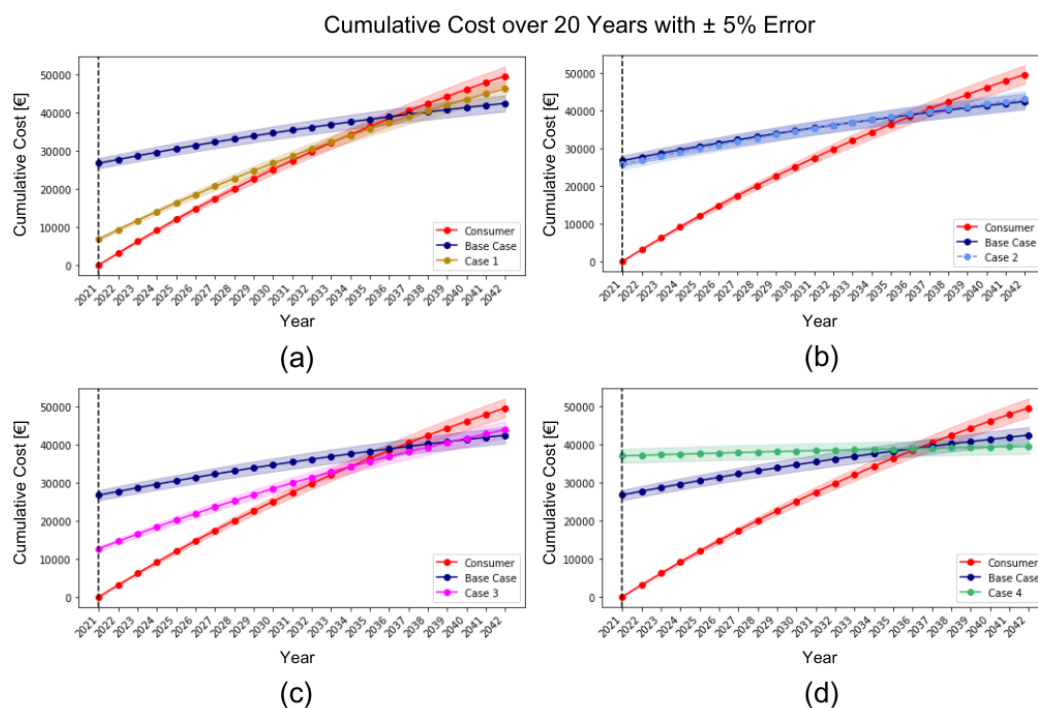 Cumulative Cost over 20 Years with ± 5% Error
Cumulative Cost [€]
50000
40000
30000
20000
10000
0
Consumer
Base Case
Case 1
2021 2022 2023 2024 2025 2026 2027 2028 2029 2030 2031 2032 2033 2034 2035 2036 2037 2038 2039 2040 2041 2042
Year
(a)
Cumulative Cost [€]
50000
40000
30000
20000
10000
0
Consumer
Base Case
Case 2
2021 2022 2023 2024 2025 2026 2027 2028 2029 2030 2031 2032 2033 2034 2035 2036 2037 2038 2039 2040 2041 2042
Year
(b)
Cumulative Cost [€]
50000
40000
30000
20000
10000
0
Consumer
Base Case
Case 3
2021 2022 2023 2024 2025 2026 2027 2028 2029 2030 2031 2032 2033 2034 2035 2036 2037 2038 2039 2040 2041 2042
Year
(c)
Cumulative Cost [€]
50000
40000
30000
20000
10000
0
Consumer
Base Case
Case 4
2021 2022 2023 2024 2025 2026 2027 2028 2029 2030 2031 2032 2033 2034 2035 2036 2037 2038 2039 2040 2041 2042
Year
(d)